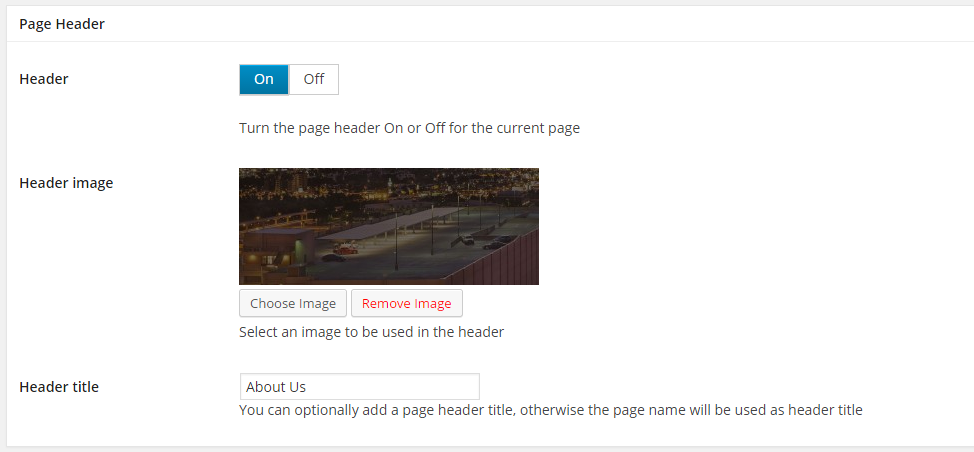 Page Header
Header
On Off
Turn the page header On or Off for the current page
Header image
Choose Image Remove Image
Select an image to be used in the header
Header title
About Us
You can optionally add a page header title, otherwise the page name will be used as header title